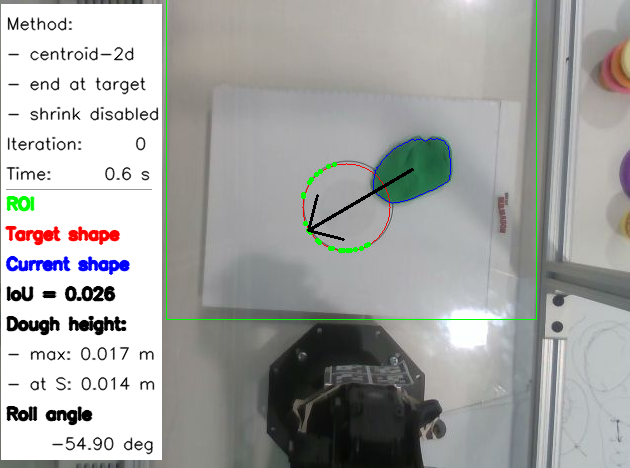 Method:
- centroid-2d
- end at target
- shrink disabled
Iteration: 0
Time: 0.6 s
ROI
Target shape
Current shape
IoU = 0.026
Dough height:
- max: 0.017 m
- at S: 0.014 m
Roll angle
-54.90 deg